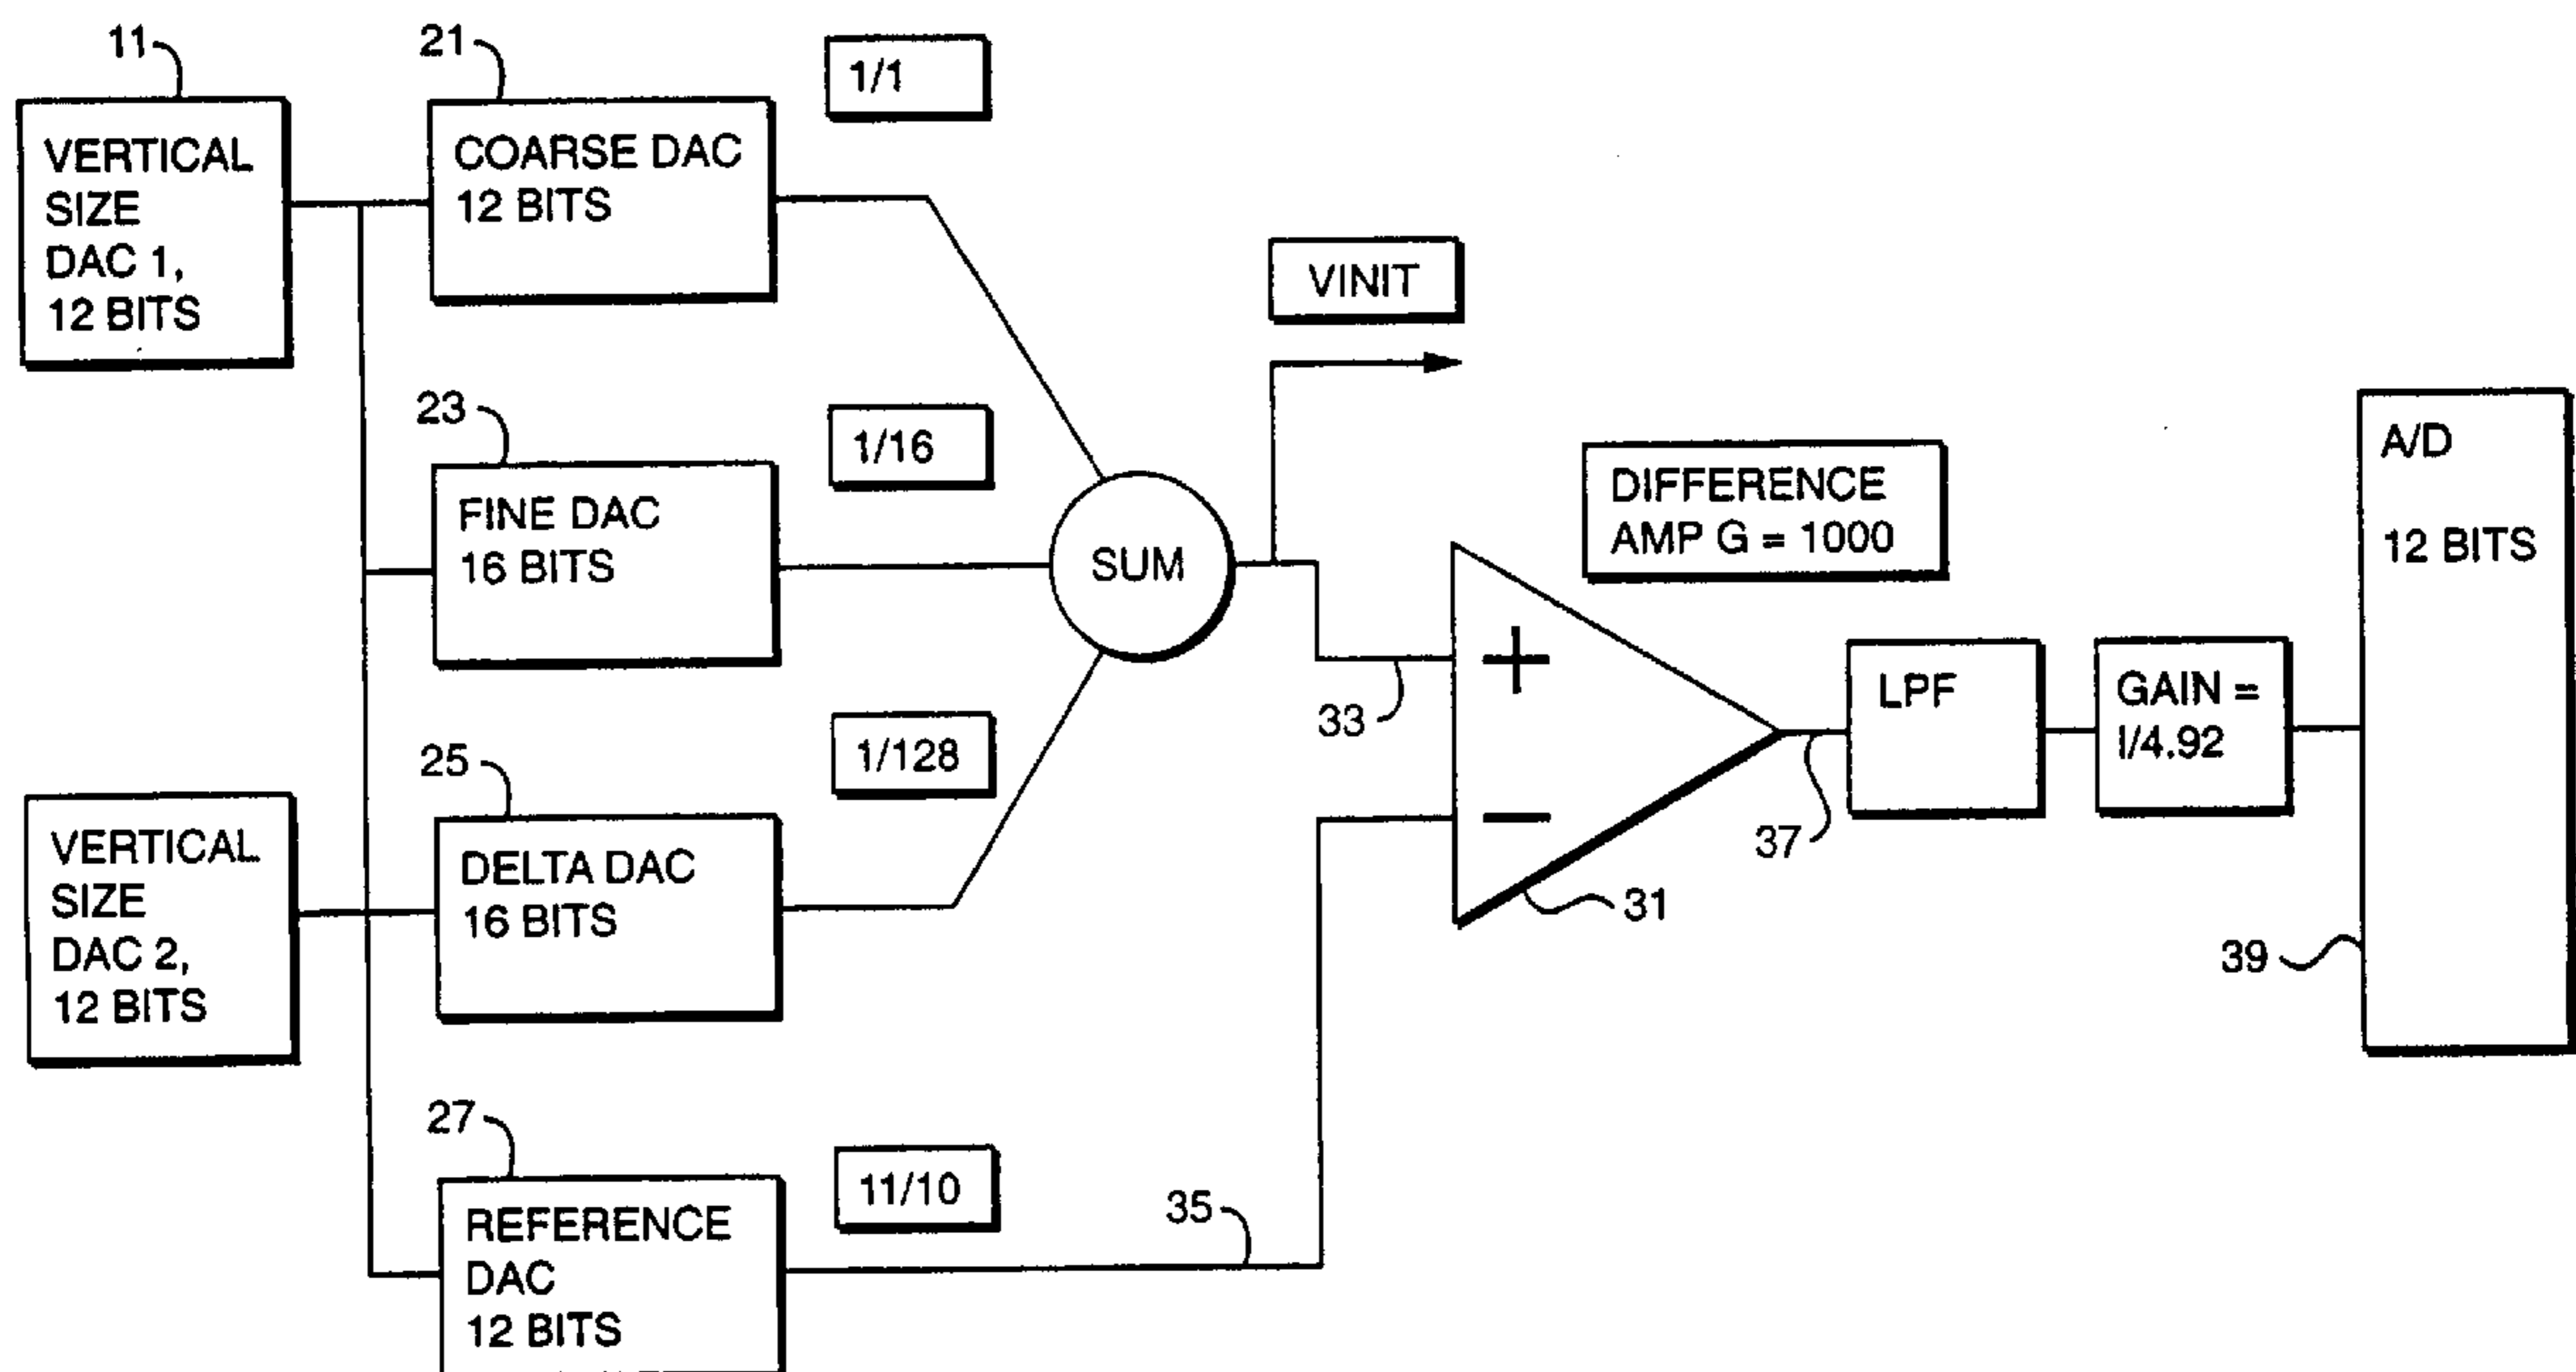 11
VERTICAL
SIZE
DAC 1,
12 BITS
21
COARSE DAC
12 BITS
1/1
23
FINE DAC
16 BITS
1/16
VERTICAL
SIZE
DAC 2,
12 BITS
25
DELTA DAC
16 BITS
1/128
27
REFERENCE
DAC
12 BITS
11/10
35
SUM
VINIT
33
DIFFERENCE
AMP G = 1000
+
−
31
37
LPF
GAIN =
I/4.92
A/D
12 BITS
39